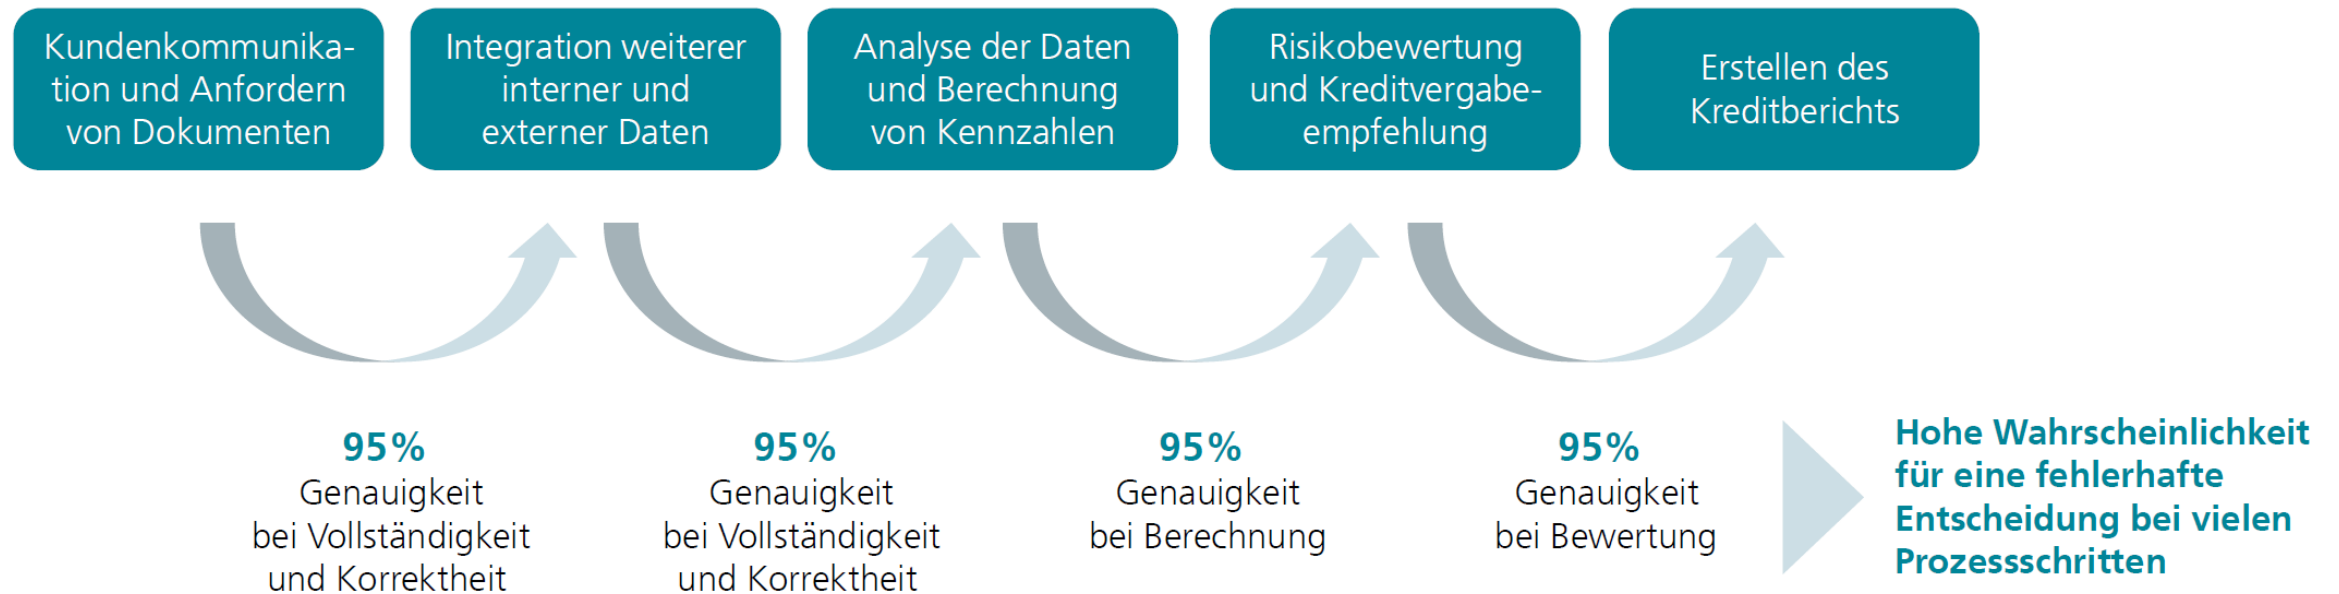 Kundenkommunika-
tion und Anfordern
von Dokumenten
Integration weiterer
interner und
externer Daten
Analyse der Daten
und Berechnung
von Kennzahlen
Risikobewertung
und Kreditvergabe-
empfehlung
Erstellen des
Kreditberichts
95%
Genauigkeit
bei Vollständigkeit
und Korrektheit
95%
Genauigkeit
bei Vollständigkeit
und Korrektheit
95%
Genauigkeit
bei Berechnung
95%
Genauigkeit
bei Bewertung
Hohe Wahrscheinlichkeit
für eine fehlerhafte
Entscheidung bei vielen
Prozessschritten